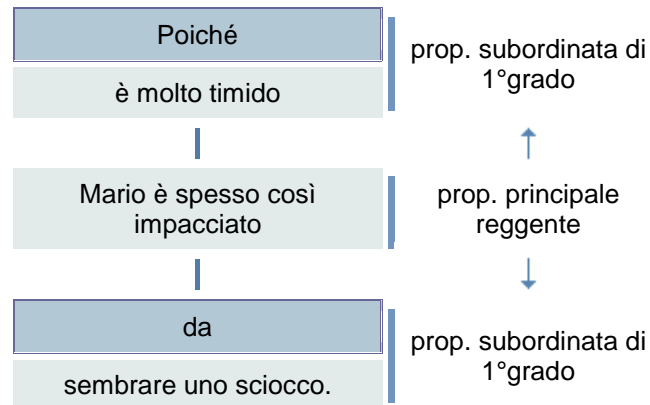 Poiché
prop. subordinata di
1°grado
è molto timido
Mario è spesso così
impacciato
prop. principale
reggente
da
prop. subordinata di
1°grado
sembrare uno sciocco.